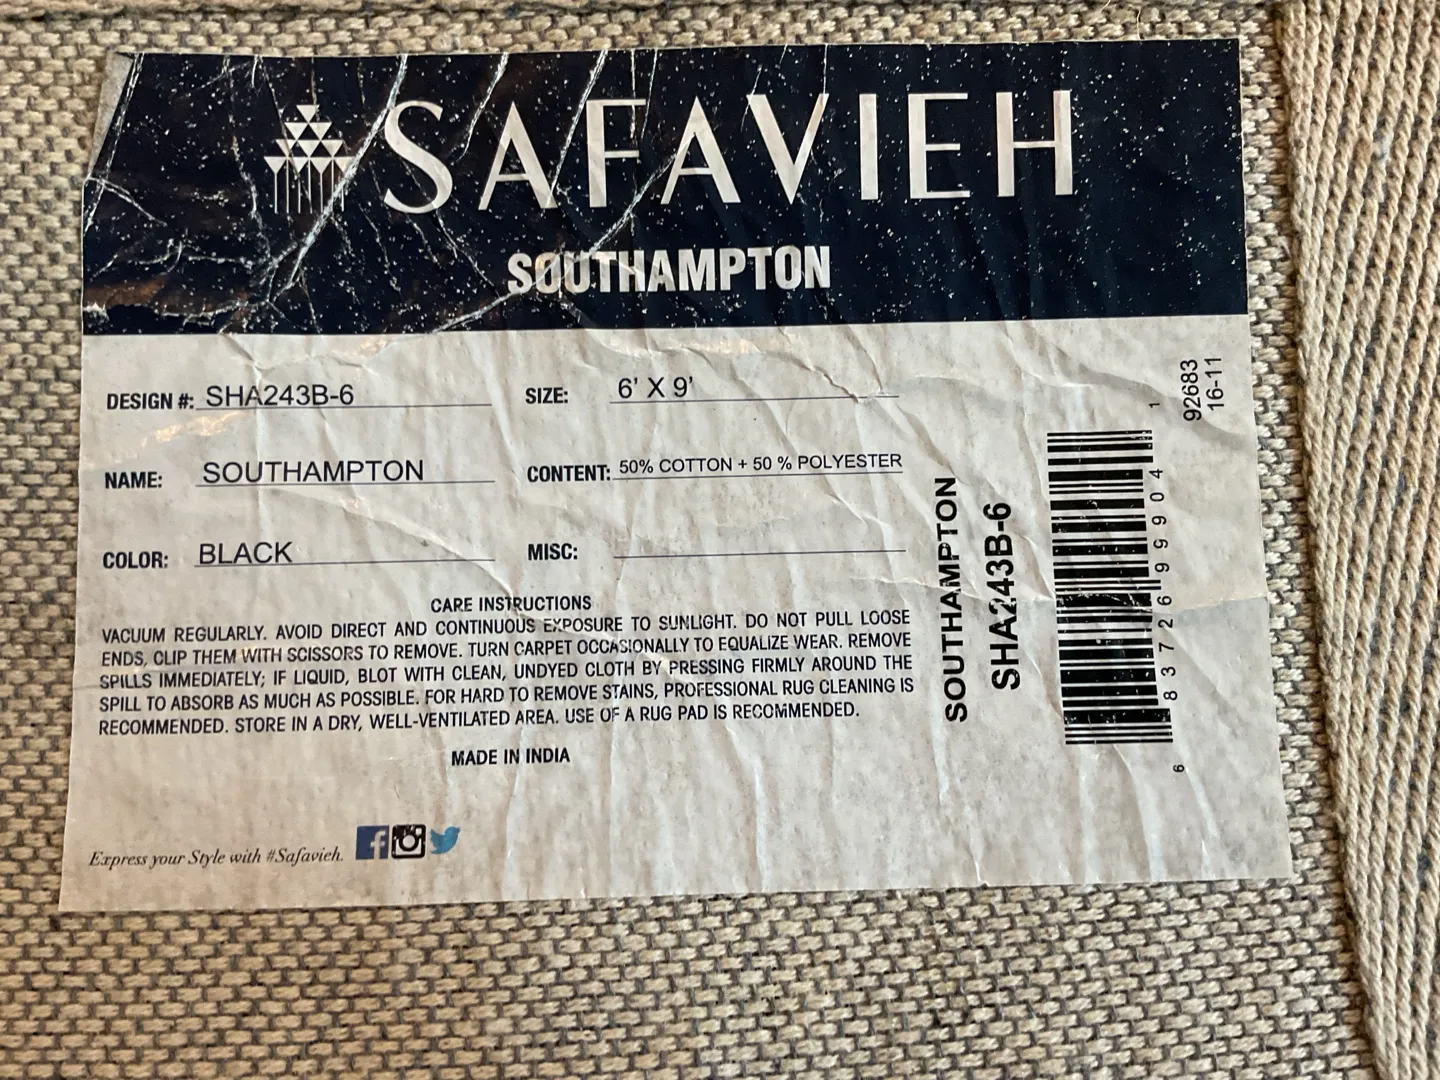 SAFAVIEH
SOUTHAMPTON
DESIGN #: SHA243B-6
SIZE: 6' X 9'
NAME: SOUTHAMPTON
CONTENT: 50% COTTON + 50 % POLYESTER
COLOR: BLACK
MISC:
CARE INSTRUCTIONS
VACUUM REGULARLY. AVOID DIRECT AND CONTINUOUS EXPOSURE TO SUNLIGHT. DO NOT PULL LOOSE
ENDS, CLIP THEM WITH SCISSORS TO REMOVE. TURN CARPET OCCASIONALLY TO EQUALIZE WEAR. REMOVE
SPILLS IMMEDIATELY; IF LIQUID, BLOT WITH CLEAN, UNDYED CLOTH BY PRESSING FIRMLY AROUND THE
SPILL TO ABSORB AS MUCH AS POSSIBLE. FOR HARD TO REMOVE STAINS, PROFESSIONAL RUG CLEANING IS
RECOMMENDED. STORE IN A DRY, WELL-VENTILATED AREA. USE OF A RUG PAD IS RECOMMENDED.
MADE IN INDIA
Express your Style with #Safavieh.
SOUTHAMPTON
SHA243B-6
6 83726 99904 1
92683
16-11